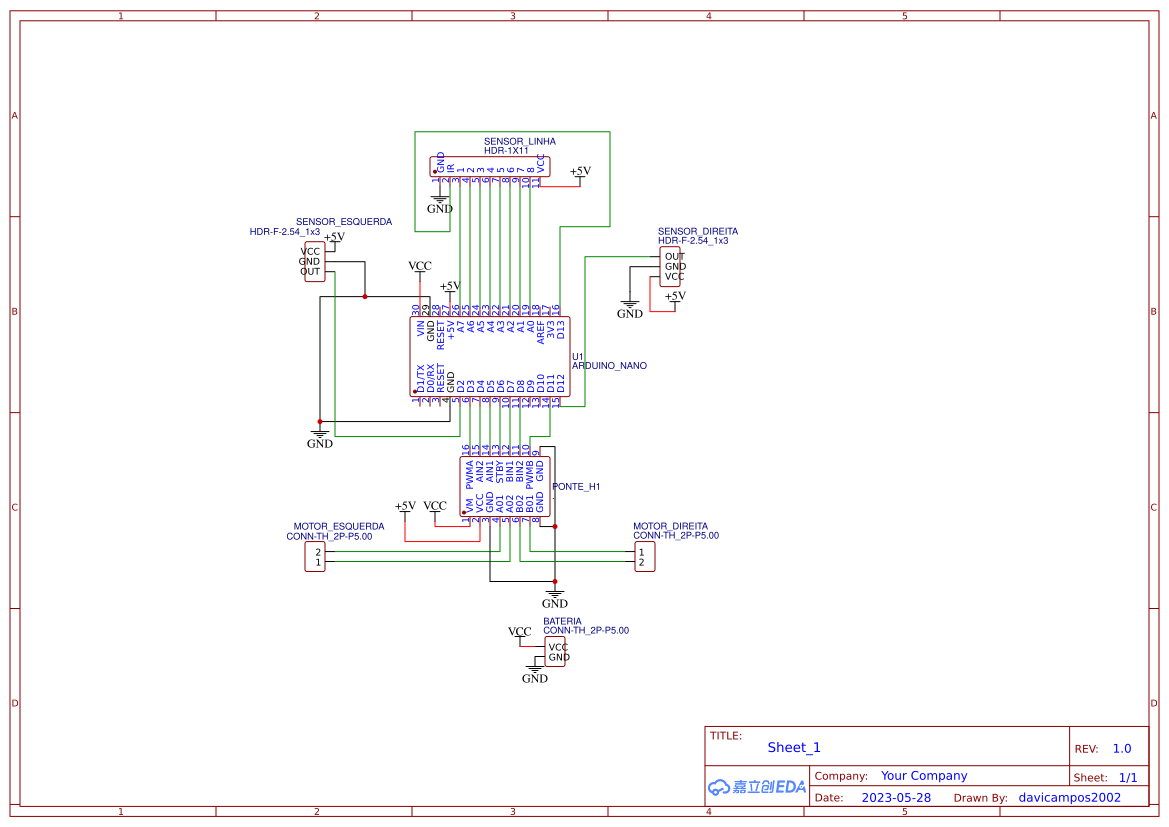 1 2 3 4 5
A A
SENSOR_LINHA
HDR-1X11
GND IR 1 2 3 4 5 6 7 8 VCC
+5V
1 2 3 4 5 6 7 8 9 10 11
GND
SENSOR_ESQUERDA
HDR-F-2.54_1x3
+5V
VCC
GND
OUT
SENSOR_DIREITA
HDR-F-2.54_1x3
OUT
GND
VCC
VCC
+5V
+5V
GND
B B
30 29 28 27 26 25 24 23 22 21 20 19 18 17 16
VIN GND RESET +5V A7 A6 A5 A4 A3 A2 A1 A0 AREF 3V3 D13
U1
ARDUINO_NANO
D1/TX D0/RX RESET GND D2 D3 D4 D5 D6 D7 D8 D9 D10 D11 D12
1 2 3 4 5 6 7 8 9 10 11 12 13 14 15
GND
16 15 14 13 12 11 10 9
PWMA AIN2 AIN1 STBY BIN1 BIN2 PWMB GND
PONTE_H1
VM VCC GND A01 A02 B02 B01 GND
1 2 3 4 5 6 7 8
C C
+5V VCC
MOTOR_ESQUERDA
CONN-TH_2P-P5.00
2
1
MOTOR_DIREITA
CONN-TH_2P-P5.00
1
2
GND
BATERIA
CONN-TH_2P-P5.00
VCC
VCC
GND
GND
D D
TITLE:
Sheet_1
REV: 1.0
嘉立创EDA
Company: Your Company
Sheet: 1/1
Date: 2023-05-28 Drawn By: davicampos2002
1 2 3 4 5